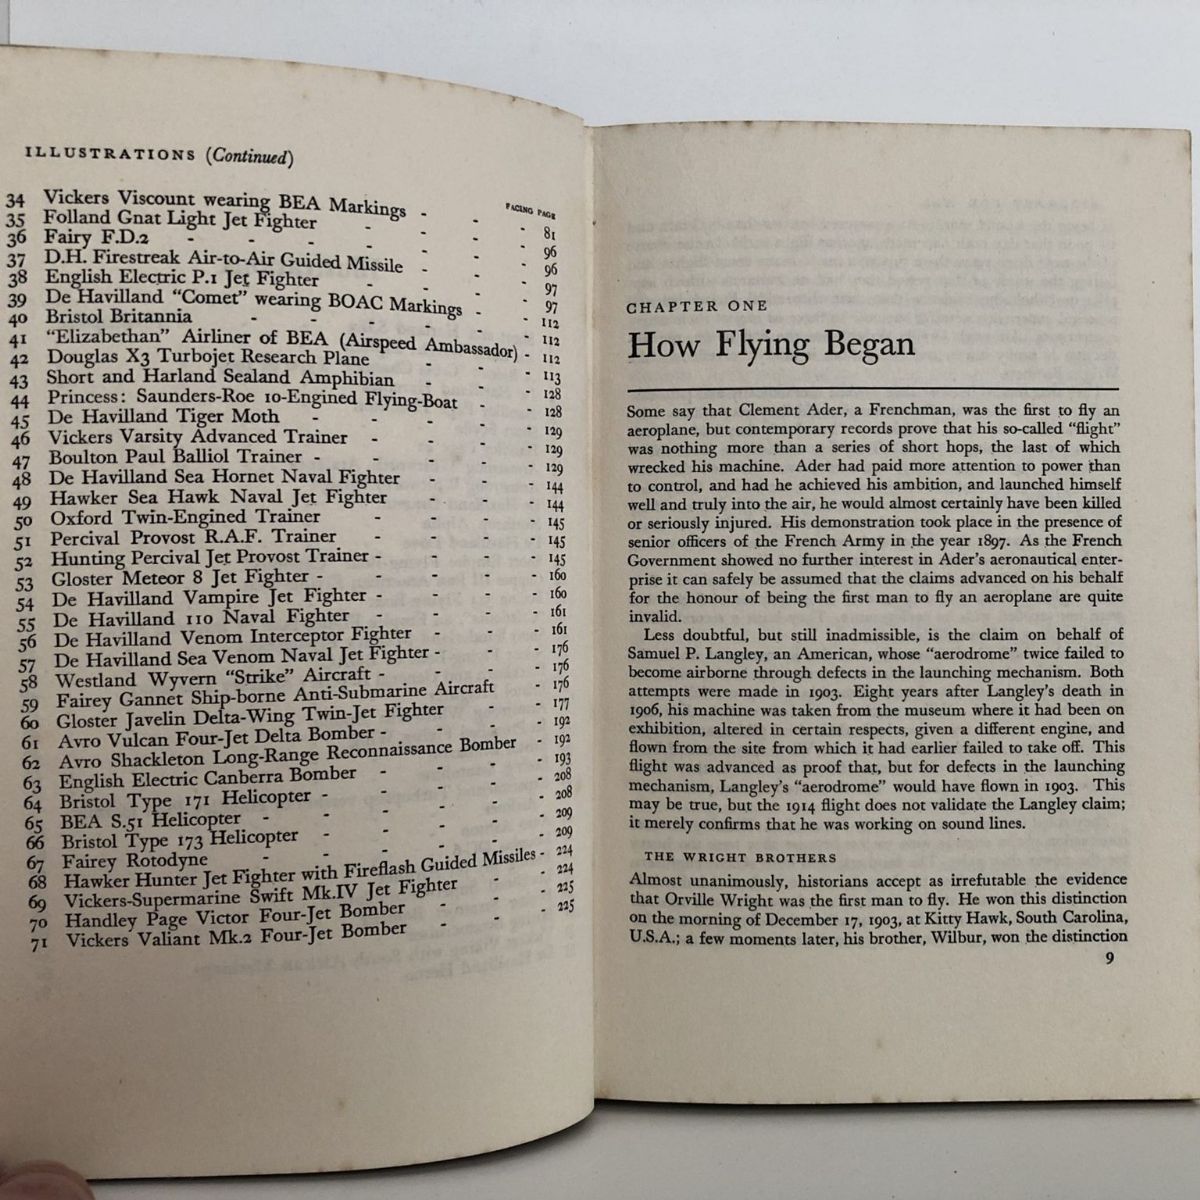 ILLUSTRATIONS (Continued)
FACING PAGE
34 Vickers Viscount wearing BEA Markings - - - 81
35 Folland Gnat Light Jet Fighter - - - 96
36 Fairy F.D.2 - - - - - - 96
37 D.H. Firestreak Air-to-Air Guided Missile - - - 97
38 English Electric P.1 Jet Fighter - - - 97
39 De Havilland "Comet" wearing BOAC Markings - - 112
40 Bristol Britannia - - - - - 112
41 "Elizabethan" Airliner of BEA (Airspeed Ambassador) - 112
42 Douglas X3 Turbojet Research Plane - - - 113
43 Short and Harland Sealand Amphibian - - - 128
44 Princess: Saunders-Roe 10-Engined Flying-Boat - - 128
45 De Havilland Tiger Moth - - - - 129
46 Vickers Varsity Advanced Trainer - - - - 129
47 Boulton Paul Balliol Trainer - - - - - 129
48 De Havilland Sea Hornet Naval Fighter - - - 144
49 Hawker Sea Hawk Naval Jet Fighter - - - 144
50 Oxford Twin-Engined Trainer - - - - 145
51 Percival Provost R.A.F. Trainer - - - - 145
52 Hunting Percival Jet Provost Trainer - - - - 145
53 Gloster Meteor 8 Jet Fighter - - - - - 160
54 De Havilland Vampire Jet Fighter - - - - 160
55 De Havilland 110 Naval Fighter - - - - 161
56 De Havilland Venom Interceptor Fighter - - - 161
57 De Havilland Sea Venom Naval Jet Fighter - - - 176
58 Westland Wyvern "Strike" Aircraft - - - - 176
59 Fairey Gannet Ship-borne Anti-Submarine Aircraft - 176
60 Gloster Javelin Delta-Wing Twin-Jet Fighter - - 177
61 Avro Vulcan Four-Jet Delta Bomber - - - - 192
62 Avro Shackleton Long-Range Reconnaissance Bomber - 192
63 English Electric Canberra Bomber - - - - 193
64 Bristol Type 171 Helicopter - - - - - 208
65 BEA S.51 Helicopter - - - - - 208
66 Bristol Type 173 Helicopter - - - - 209
67 Fairey Rotodyne - - - - - 209
68 Hawker Hunter Jet Fighter with Fireflash Guided Missiles - 224
69 Vickers-Supermarine Swift Mk.IV Jet Fighter - - 224
70 Handley Page Victor Four-Jet Bomber - - - 225
71 Vickers Valiant Mk.2 Four-Jet Bomber - - - 225
CHAPTER ONE
How Flying Began
Some say that Clement Ader, a Frenchman, was the first to fly an
aeroplane, but contemporary records prove that his so-called "flight"
was nothing more than a series of short hops, the last of which
wrecked his machine. Ader had paid more attention to power than
to control, and had he achieved his ambition, and launched himself
well and truly into the air, he would almost certainly have been killed
or seriously injured. His demonstration took place in the presence of
senior officers of the French Army in the year 1897. As the French
Government showed no further interest in Ader's aeronautical enter-
prise it can safely be assumed that the claims advanced on his behalf
for the honour of being the first man to fly an aeroplane are quite
invalid.
Less doubtful, but still inadmissible, is the claim on behalf of
Samuel P. Langley, an American, whose "aerodrome" twice failed to
become airborne through defects in the launching mechanism. Both
attempts were made in 1903. Eight years after Langley's death in
1906, his machine was taken from the museum where it had been on
exhibition, altered in certain respects, given a different engine, and
flown from the site from which it had earlier failed to take off. This
flight was advanced as proof that, but for defects in the launching
mechanism, Langley's "aerodrome" would have flown in 1903. This
may be true, but the 1914 flight does not validate the Langley claim;
it merely confirms that he was working on sound lines.
THE WRIGHT BROTHERS
Almost unanimously, historians accept as irrefutable the evidence
that Orville Wright was the first man to fly. He won this distinction
on the morning of December 17, 1903, at Kitty Hawk, South Carolina,
U.S.A.; a few moments later, his brother, Wilbur, won the distinction
9